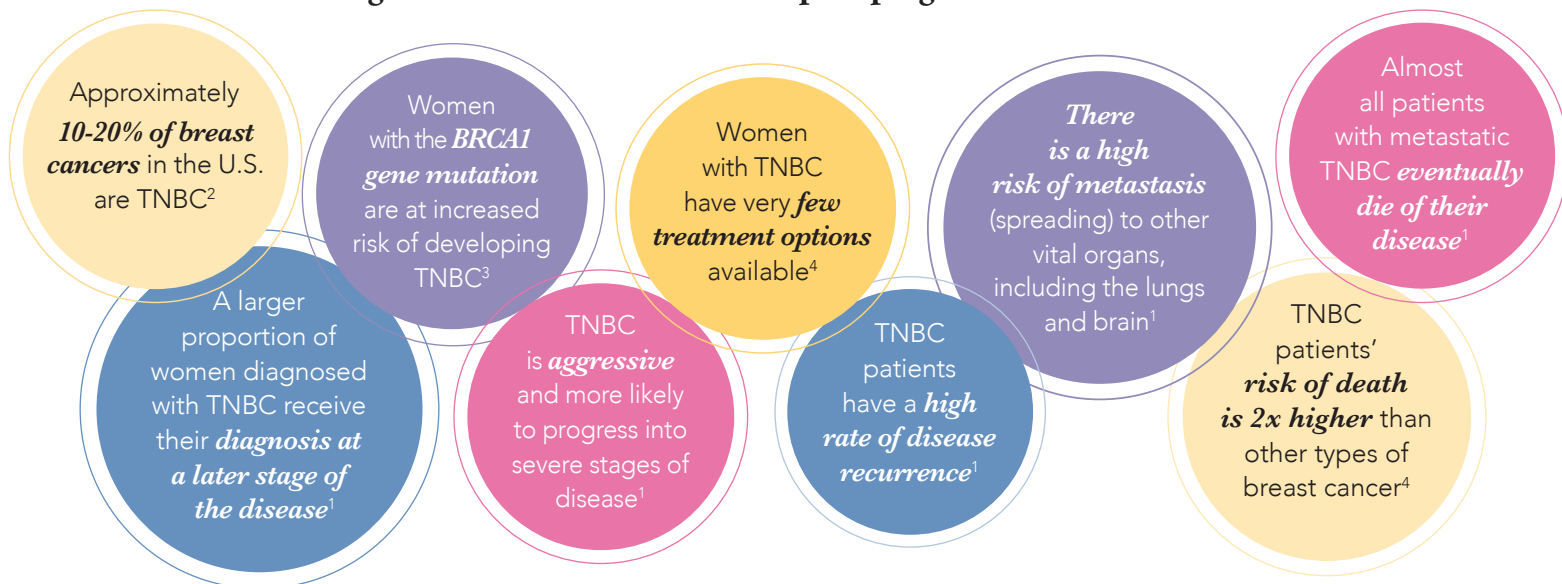 Approximately
10-20% of breast
cancers in the U.S.
are TNBC2
A larger
proportion of
women diagnosed
with TNBC receive
their diagnosis at
a later stage of
the disease1
Women
with the BRCA1
gene mutation
are at increased
risk of developing
TNBC3
TNBC
is aggressive
and more likely
to progress into
severe stages of
disease1
Women
with TNBC
have very few
treatment options
available4
TNBC
patients
have a high
rate of disease
recurrence1
There
is a high
risk of metastasis
(spreading) to other
vital organs,
including the lungs
and brain1
Almost
all patients
with metastatic
TNBC eventually
die of their
disease1
TNBC
patients’
risk of death
is 2x higher than
other types of
breast cancer4